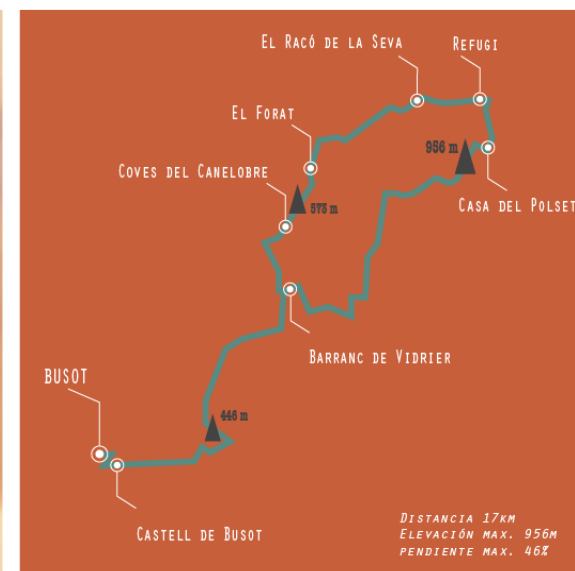 El Racó de la Seva
Refugi
El Forat
956 m
Coves del Canelobre
Casa del Polset
573 m
Barranc de Vidrier
BUSOT
446 m
Castell de Busot
Distancia 17km
Elevación max. 956m
pendiente max. 46%